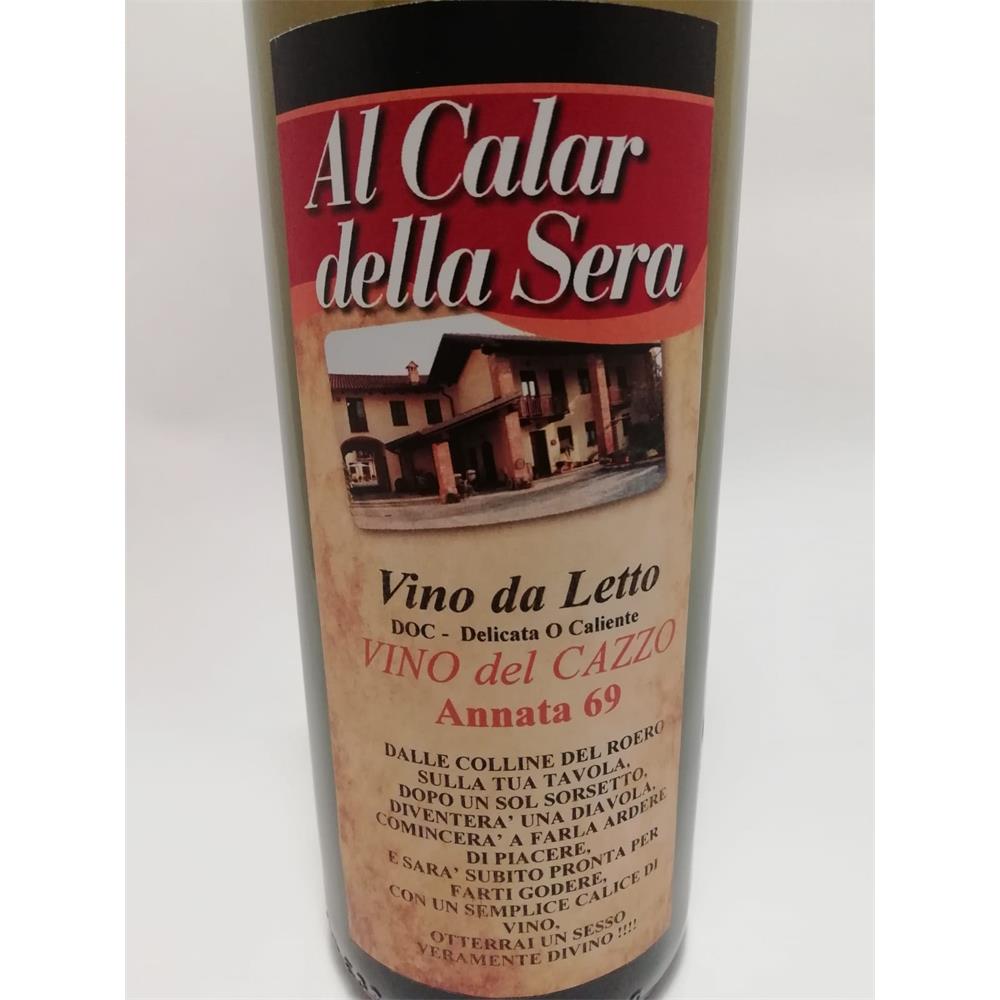 Al Calar
della Sera
Vino da Letto
DOC - Delicata O Caliente
VINO del CAZZO
Annata 69
DALLE COLLINE DEL ROERO
SULLA TUA TAVOLA,
DOPO UN SOL SORSETTO,
DIVENTERA' UNA DIAVOLA,
COMINCERA' A FARLA ARDERE
DI PIACERE,
E SARA' SUBITO PRONTA PER
FARTI GODERE,
CON UN SEMPLICE CALICE DI
VINO,
OTTERRAI UN SESSO
VERAMENTE DIVINO !!!!